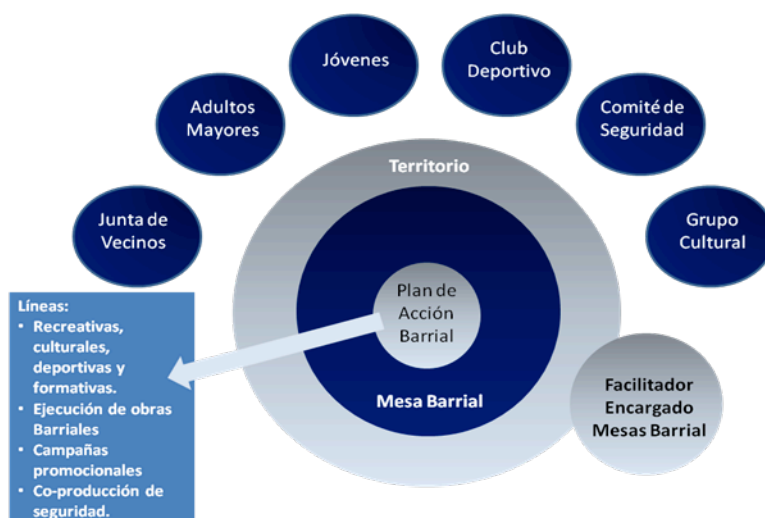 Club
Deportivo
Jóvenes
Adultos
Mayores
Comité de
Seguridad
Territorio
Junta de
Vecinos
Grupo
Cultural
Plan de
Acción
Barrial
Líneas:
• Recreativas,
culturales,
deportivas y
formativas.
• Ejecución de obras
Barriales
• Campañas
promocionales
• Co-producción de
seguridad.
Mesa Barrial
Facilitador
Encargado
Mesas Barrial